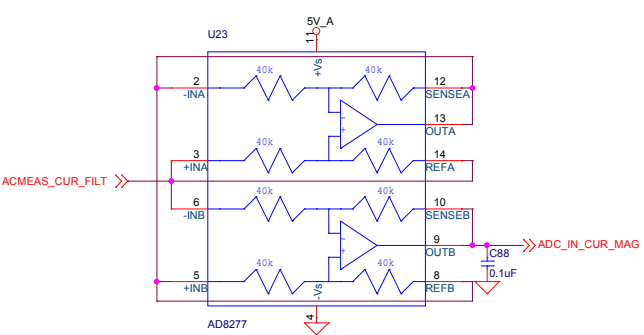 5V_A
U23
11
+Vs
40k
40k
2
-INA
12
SENSEA
13
OUTA
40k
40k
3
+INA
14
REFA
ACMEAS_CUR_FILT
40k
40k
6
-INB
10
SENSEB
9
OUTB
ADC_IN_CUR_MAG
C88
0.1uF
40k
40k
5
+INB
8
REFB
-Vs
4
AD8277